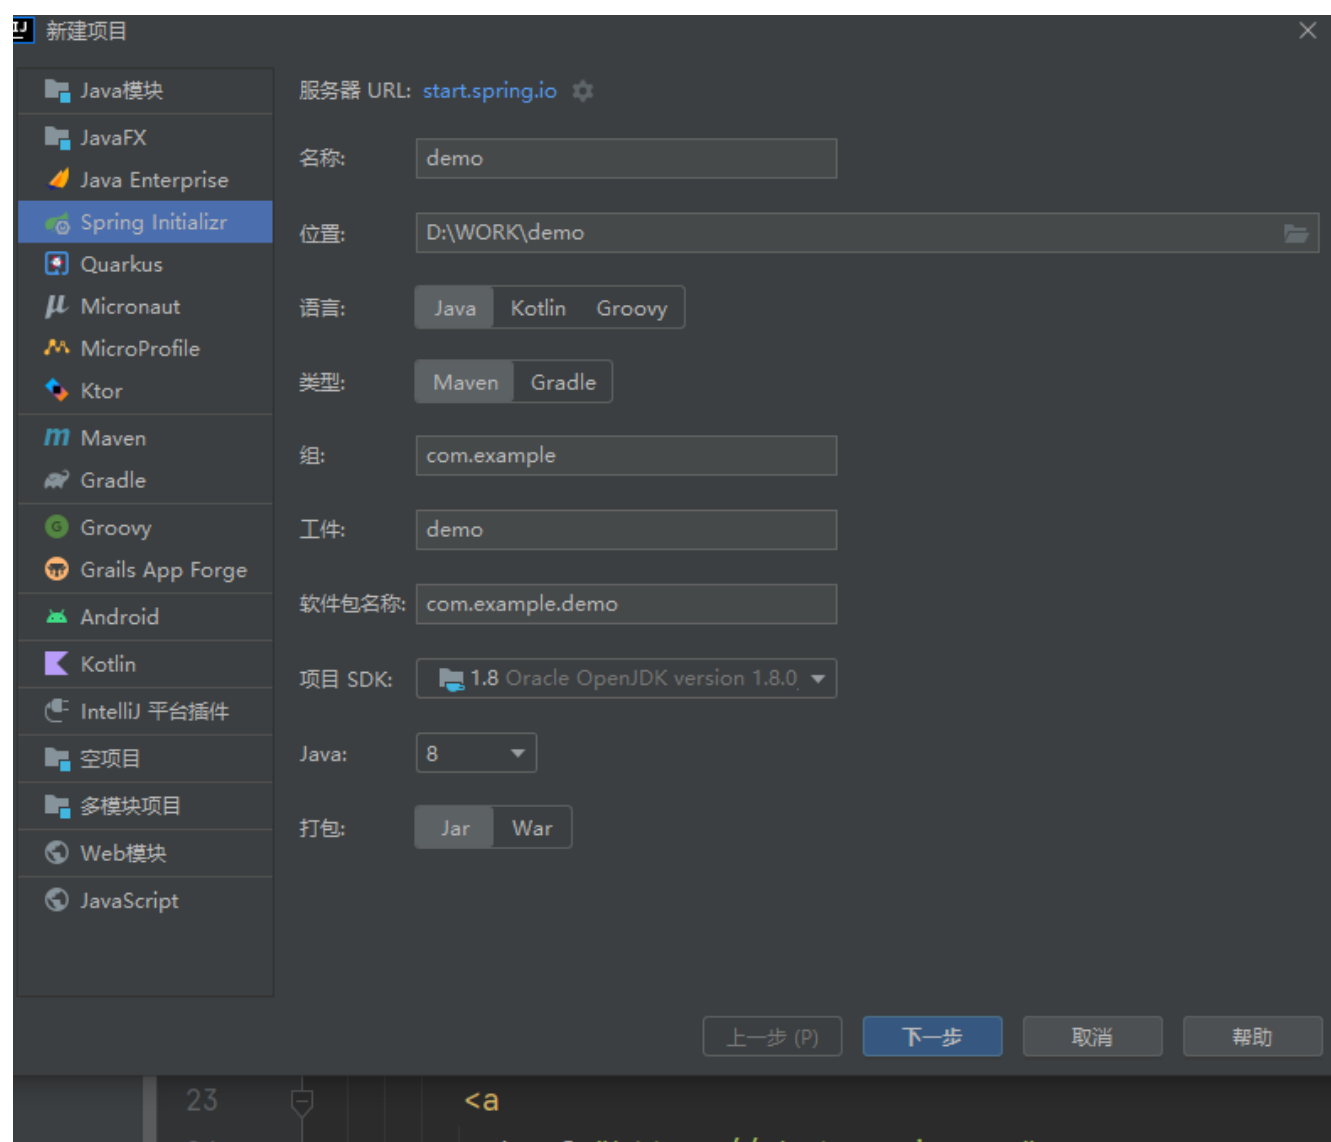 新建项目
Java模块
JavaFX
Java Enterprise
Spring Initializr
Quarkus
Micronaut
MicroProfile
Ktor
Maven
Gradle
Groovy
Grails App Forge
Android
Kotlin
IntelliJ 平台插件
空项目
多模块项目
Web模块
JavaScript
服务器 URL: start.spring.io
名称: demo
位置: D:\WORK\demo
语言: Java Kotlin Groovy
类型: Maven Gradle
组: com.example
工件: demo
软件包名称: com.example.demo
项目 SDK: 1.8 Oracle OpenJDK version 1.8.0
Java: 8
打包: Jar War
上一步 (P) 下一步 取消 帮助
23 <a